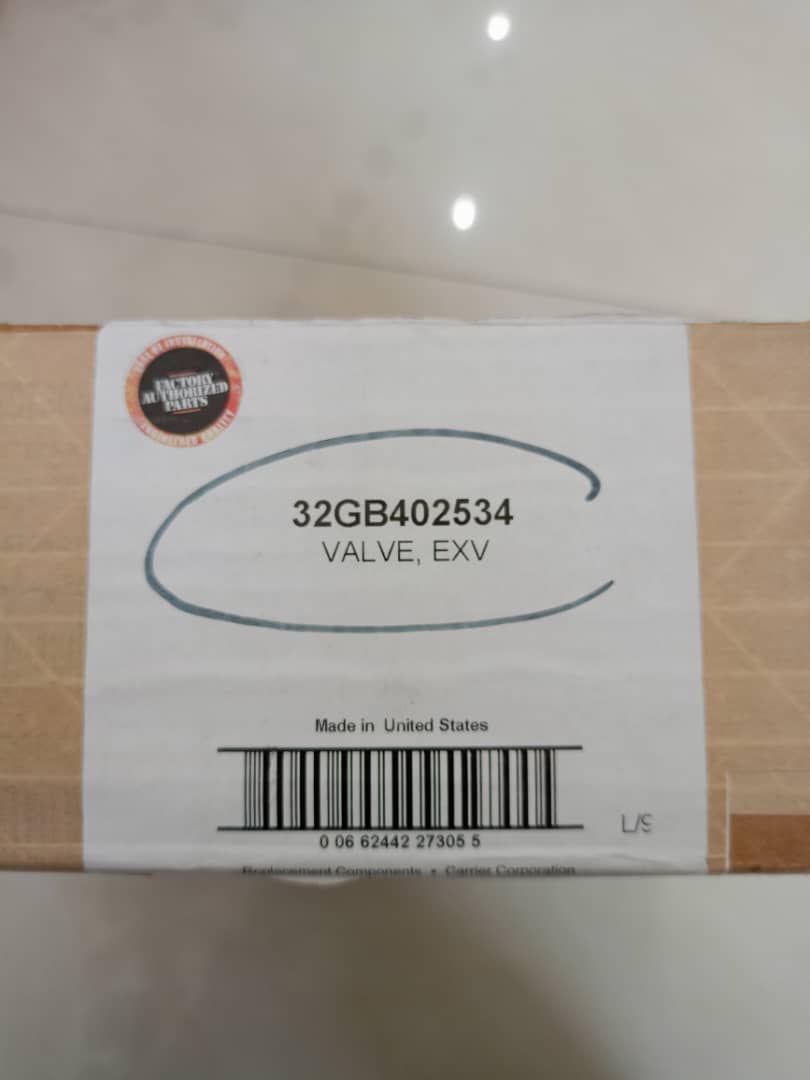 FACTORY
AUTHORIZED
PARTS
32GB402534
VALVE, EXV
Made in United States
0 06 62442 27305 5
L/S
Replacement Components • Carrier Corporation